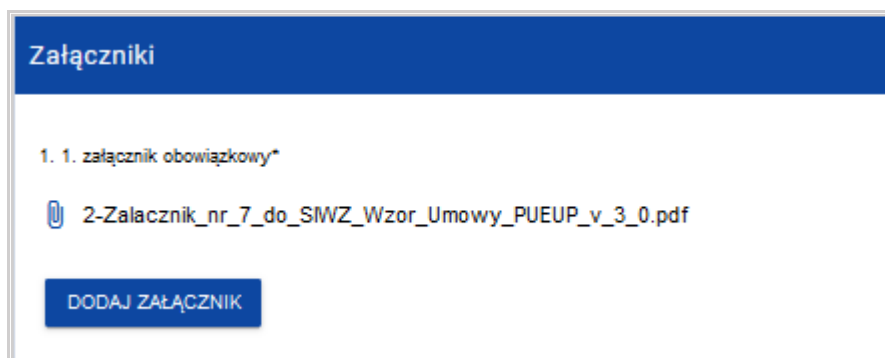 Załączniki
1. 1. załącznik obowiązkowy*
2-Zalacznik_nr_7_do_SIWZ_Wzor_Umowy_PUEUP_v_3_0.pdf
DODAJ ZAŁĄCZNIK